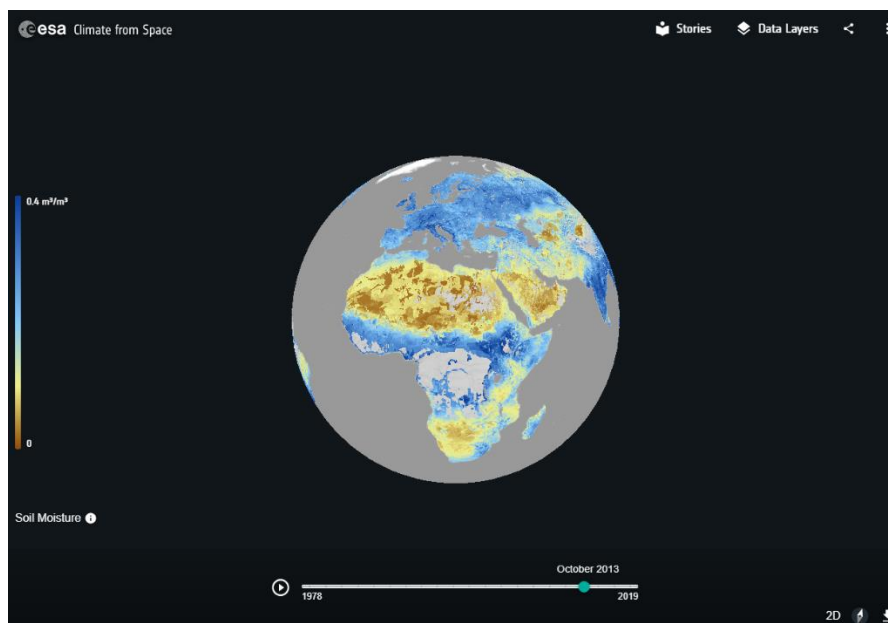 esa Climate from Space
Stories
Data Layers
0.4 m³/m³
0
Soil Moisture
October 2013
1978
2019
2D